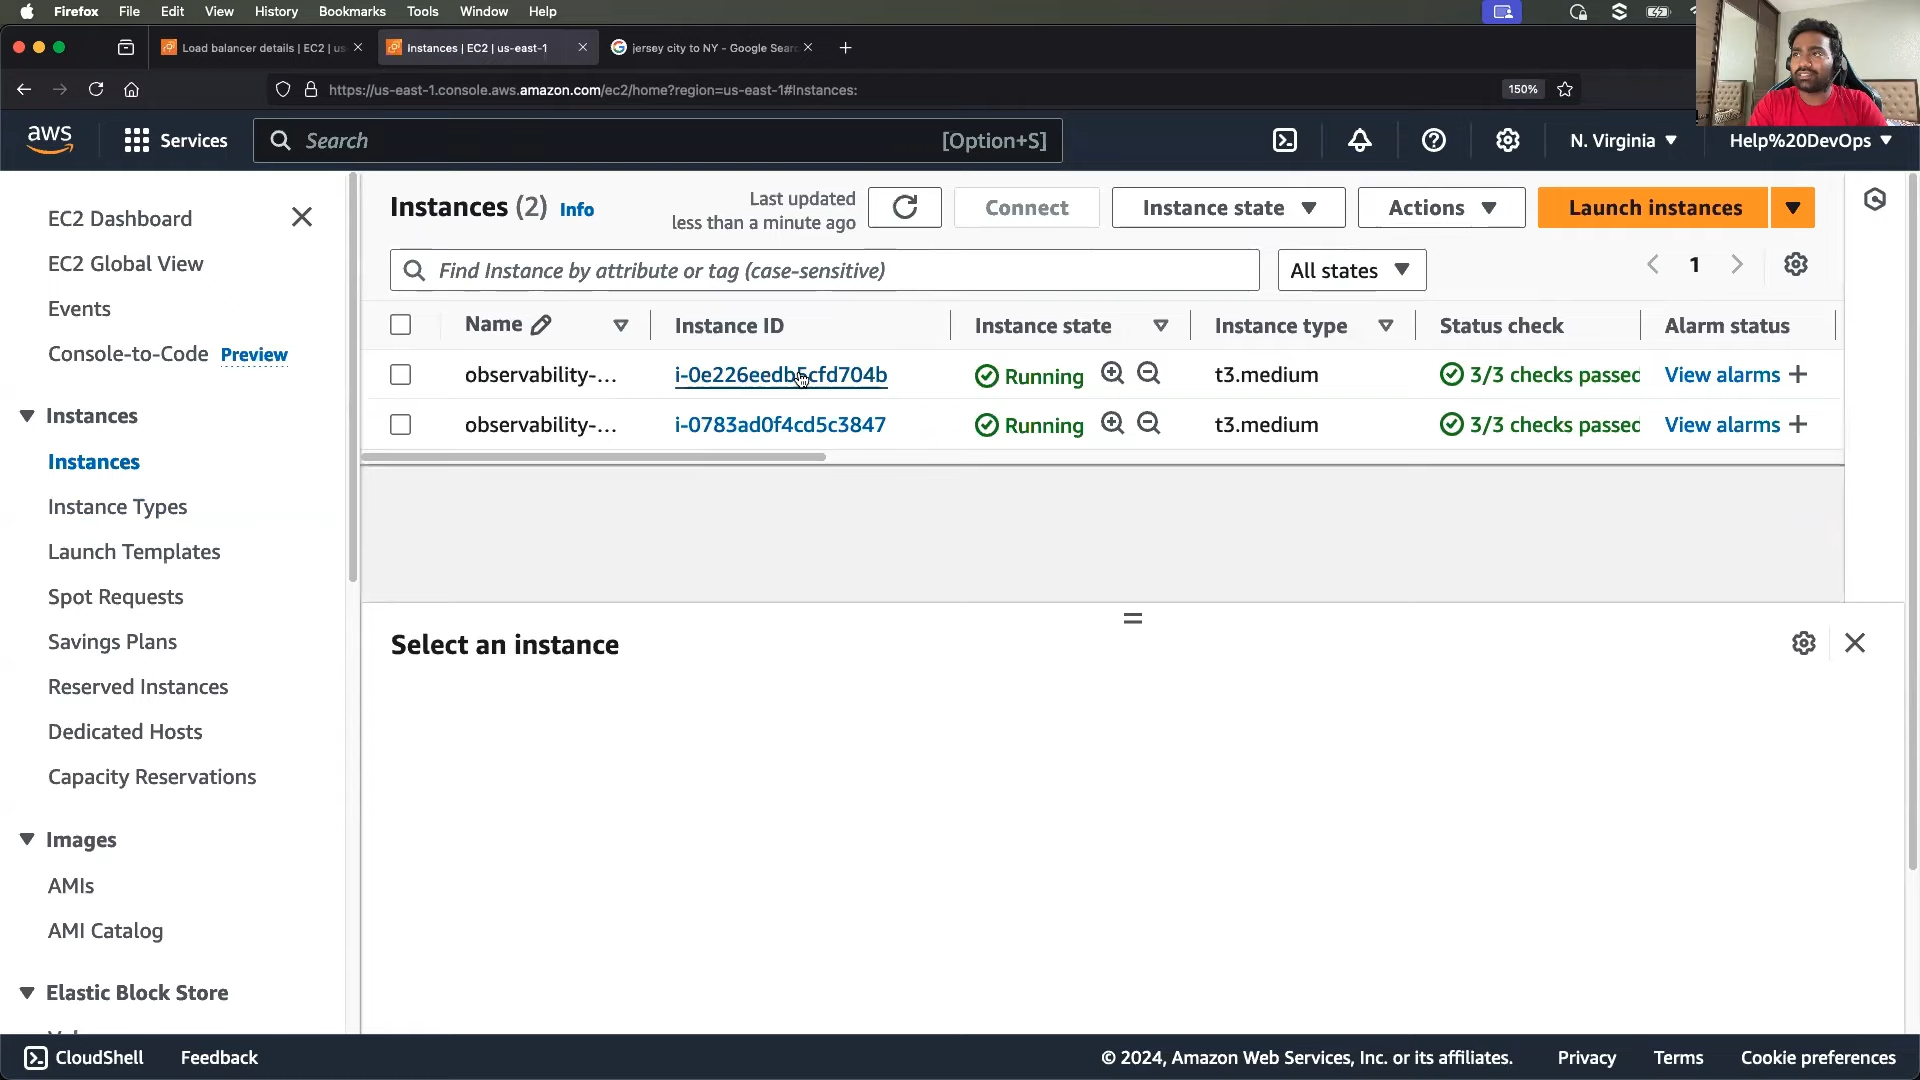 Firefox File Edit View History Bookmarks Tools Window Help
Load balancer details | EC2 | us-
Instances | EC2 | us-east-1
jersey city to NY - Google Sear
https://us-east-1.console.aws.amazon.com/ec2/home?region=us-east-1#Instances:
150%
aws
Services
Search
[Option+S]
N. Virginia
Help%20DevOps
EC2 Dashboard
EC2 Global View
Events
Console-to-Code Preview
Instances
Instances
Instance Types
Launch Templates
Spot Requests
Savings Plans
Reserved Instances
Dedicated Hosts
Capacity Reservations
Images
AMIs
AMI Catalog
Elastic Block Store
Instances (2) Info
Last updated
less than a minute ago
Connect
Instance state
Actions
Launch instances
Find Instance by attribute or tag (case-sensitive)
All states
1
Name Instance ID Instance state Instance type Status check Alarm status
observability-... i-0e226eedb5cfd704b Running t3.medium 3/3 checks passed View alarms +
observability-... i-0783ad0f4cd5c3847 Running t3.medium 3/3 checks passed View alarms +
Select an instance
CloudShell Feedback © 2024, Amazon Web Services, Inc. or its affiliates. Privacy Terms Cookie preferences